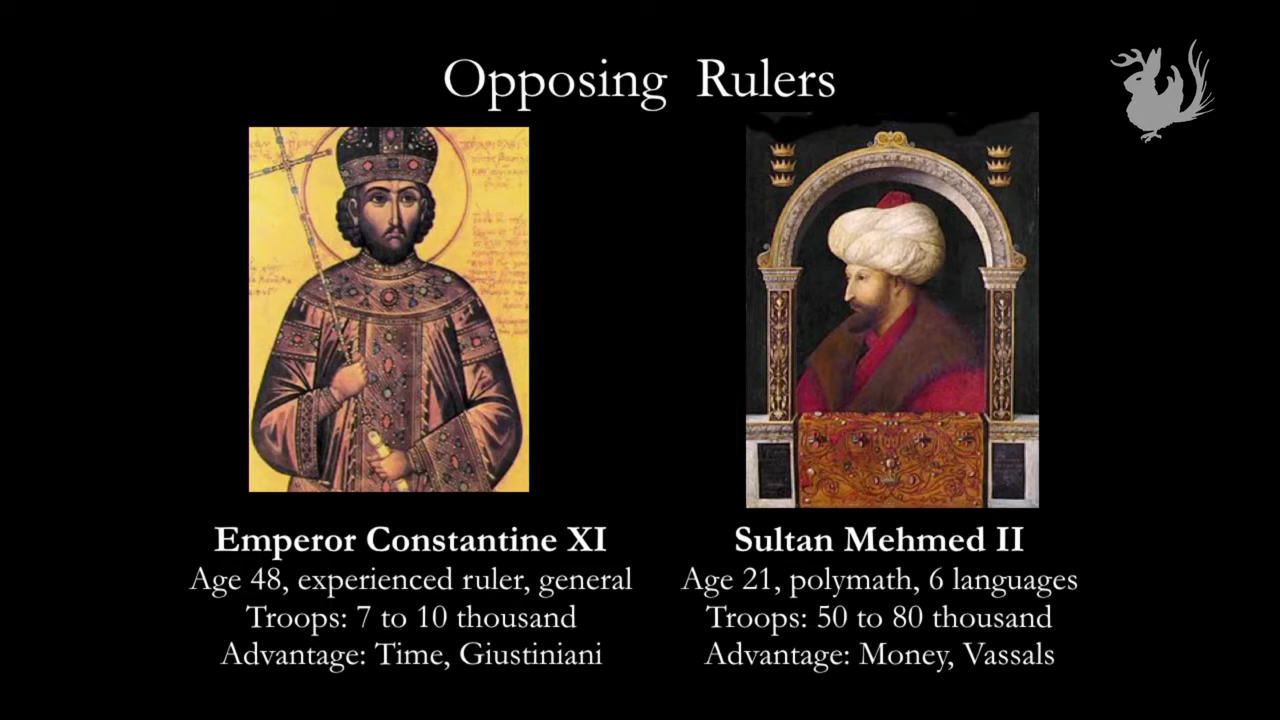 Opposing Rulers
Emperor Constantine XI
Age 48, experienced ruler, general
Troops: 7 to 10 thousand
Advantage: Time, Giustiniani
Sultan Mehmed II
Age 21, polymath, 6 languages
Troops: 50 to 80 thousand
Advantage: Money, Vassals